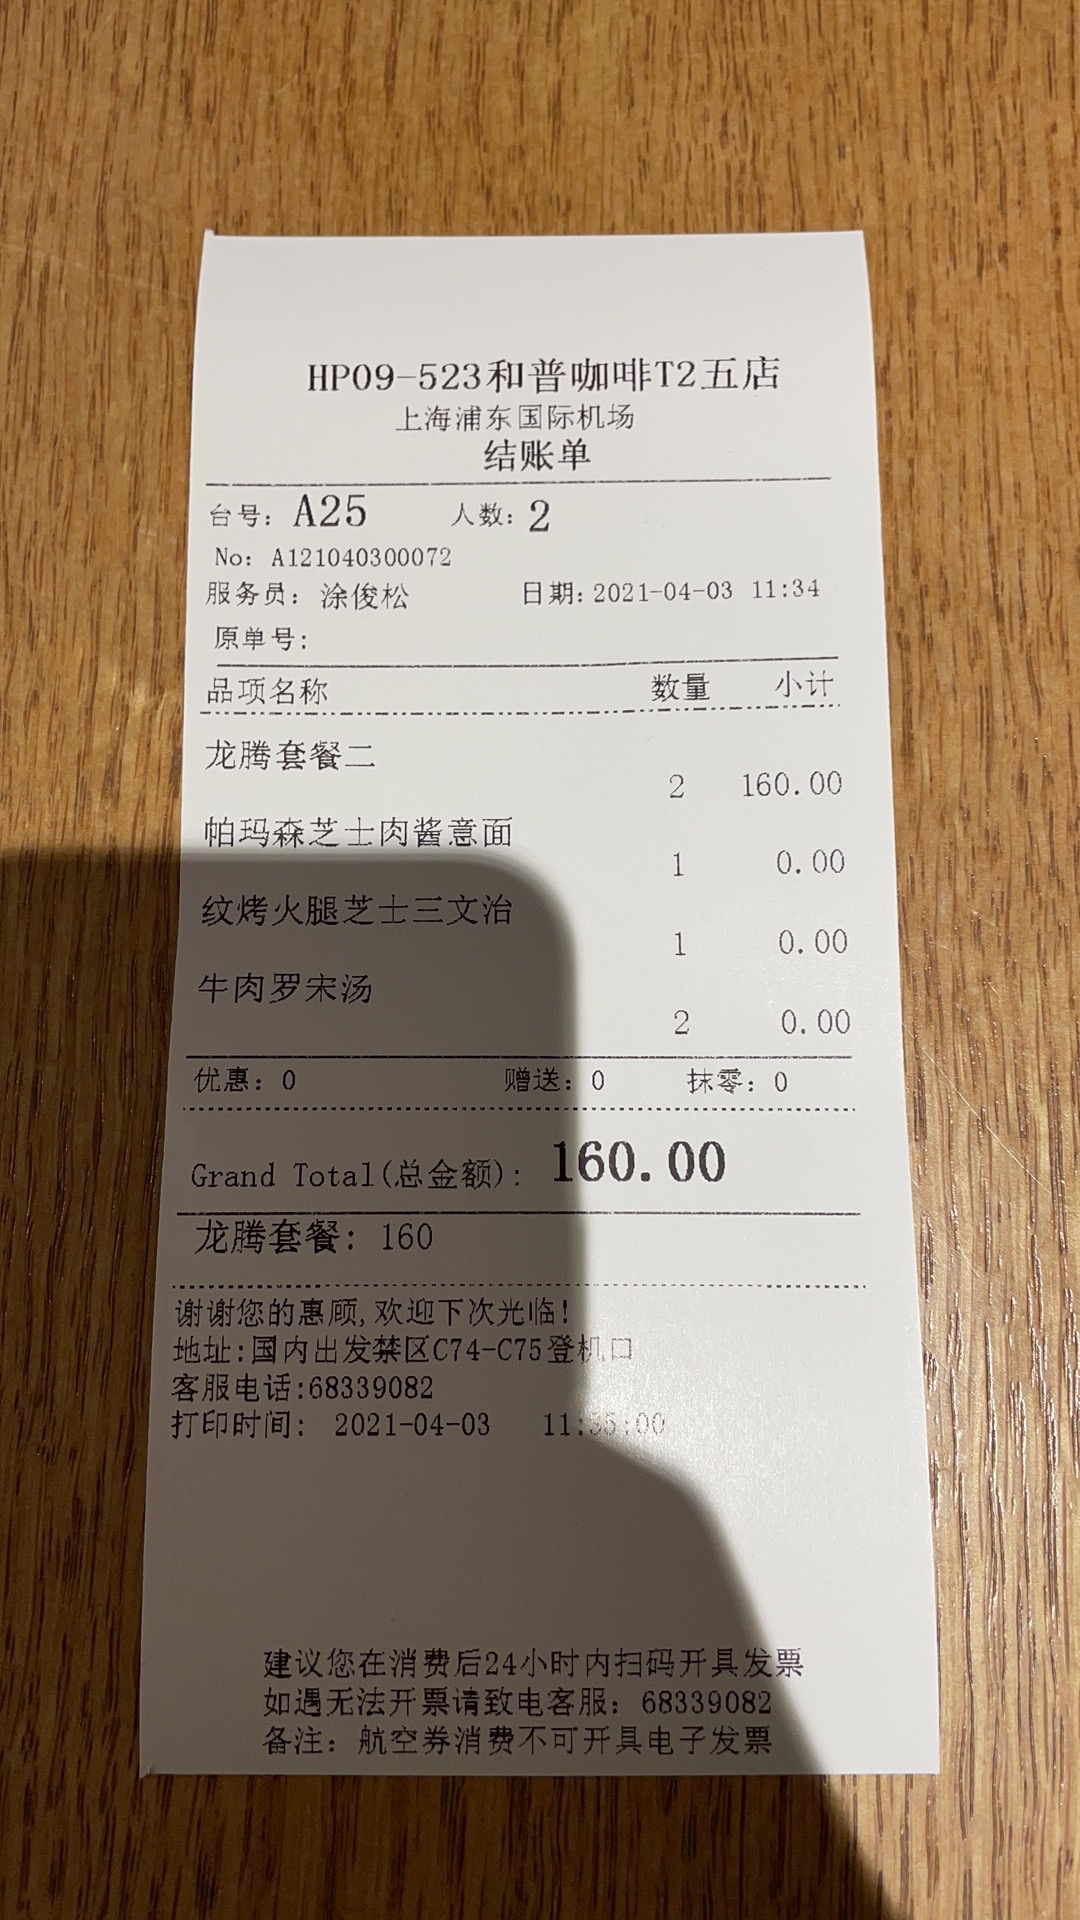 HP09-523和普咖啡T2五店
上海浦东国际机场
结账单
台号: A25 人数: 2
No: A121040300072
服务员: 涂俊松 日期: 2021-04-03 11:34
原单号:
品项名称 数量 小计
龙腾套餐二
2 160.00
帕玛森芝士肉酱意面
1 0.00
纹烤火腿芝士三文治
1 0.00
牛肉罗宋汤
2 0.00
优惠: 0 赠送: 0 抹零: 0
Grand Total(总金额): 160.00
龙腾套餐: 160
谢谢您的惠顾,欢迎下次光临!
地址:国内出发禁区C74-C75登机口
客服电话:68339082
打印时间: 2021-04-03 11:35:00
建议您在消费后24小时内扫码开具发票
如遇无法开票请致电客服: 68339082
备注: 航空券消费不可开具电子发票